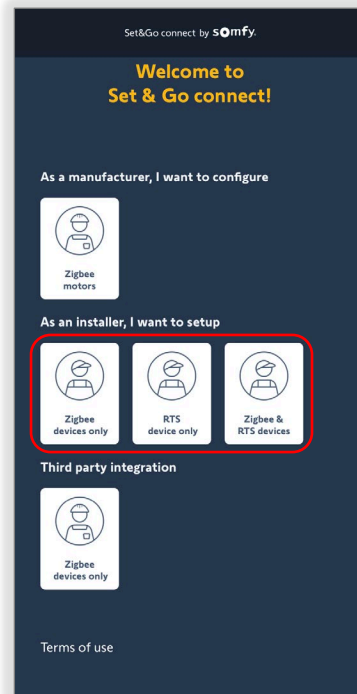 Set&Go connect by somfy.
Welcome to
Set & Go connect!
As a manufacturer, I want to configure
Zigbee
motors
As an installer, I want to setup
Zigbee
devices only
RTS
device only
Zigbee &
RTS devices
Third party integration
Zigbee
devices only
Terms of use